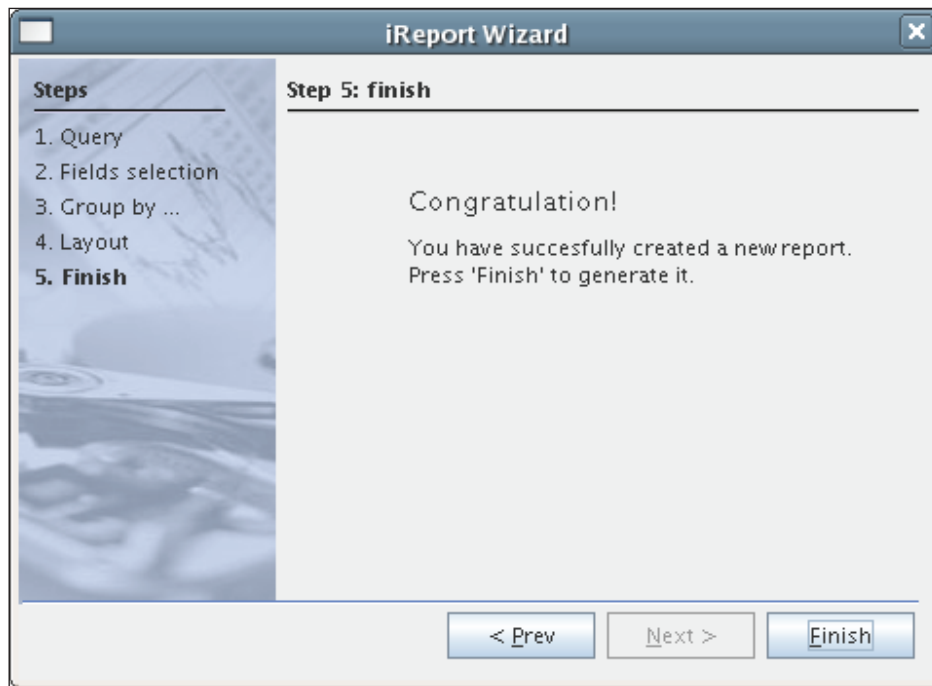 iReport Wizard
Steps
1. Query
2. Fields selection
3. Group by ...
4. Layout
5. Finish
Step 5: finish
Congratulation!
You have succesfully created a new report.
Press 'Finish' to generate it.
< Prev
Next >
Finish